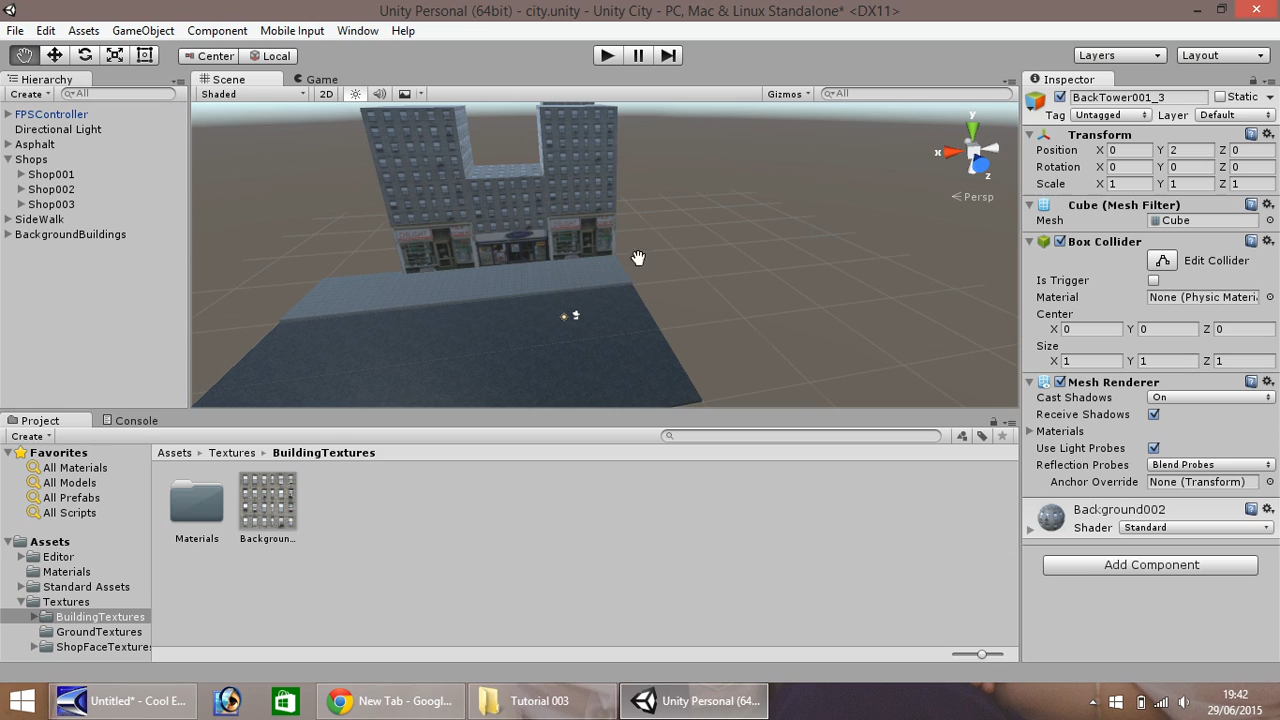 Unity Personal (64bit) - city.unity - Unity City - PC, Mac & Linux Standalone* <DX11>
File Edit Assets GameObject Component Mobile Input Window Help
Center Local Layers Layout
Hierarchy Scene Game Inspector
Create All Shaded 2D Gizmos All BackTower001_3 Static
FPSController Tag Untagged Layer Default
Directional Light Transform
Asphalt Position X 0 Y 2 Z 0
Shops Rotation X 0 Y 0 Z 0
Shop001 Scale X 1 Y 1 Z 1
Shop002 Cube (Mesh Filter)
Shop003 Mesh Cube
SideWalk Box Collider
BackgroundBuildings Edit Collider
y x z
Persp
Is Trigger
Material None (Physic Materi
Center
X 0 Y 0 Z 0
Size
X 1 Y 1 Z 1
Mesh Renderer
Cast Shadows On
Receive Shadows
Materials
Use Light Probes
Reflection Probes Blend Probes
Anchor Override None (Transform)
Background002
Shader Standard
Add Component
Project Console
Create
Favorites Assets Textures BuildingTextures
All Materials
All Models
All Prefabs
All Scripts
Materials Backgroun...
Assets
Editor
Materials
Standard Assets
Textures
BuildingTextures
GroundTextures
ShopFaceTextures
Untitled* - Cool E... New Tab - Googl... Tutorial 003 Unity Personal (64...
19:42
29/06/2015